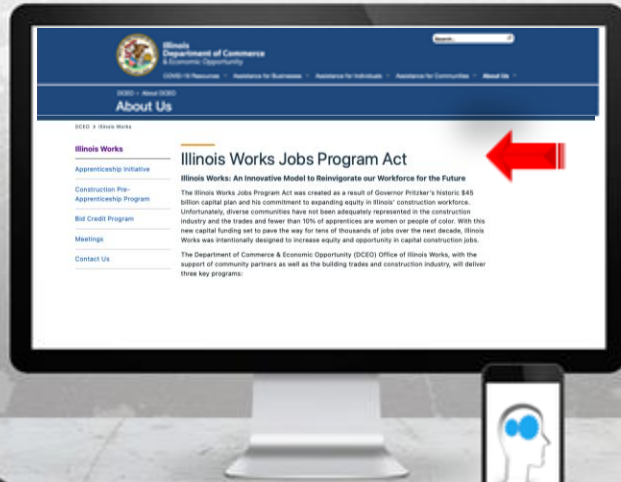 Illinois
Department of Commerce
& Economic Opportunity
Search...
COVID-19 Resources
Assistance for Businesses
Assistance for Individuals
Assistance for Communities
About Us
DCEO > About DCEO
About Us
DCEO > Illinois Works
Illinois Works
Apprenticeship Initiative
Construction Pre-
Apprenticeship Program
Bid Credit Program
Meetings
Contact Us
Illinois Works Jobs Program Act
Illinois Works: An Innovative Model to Reinvigorate our Workforce for the Future
The Illinois Works Jobs Program Act was created as a result of Governor Pritzker's historic $45
billion capital plan and his commitment to expanding equity in Illinois' construction workforce.
Unfortunately, diverse communities have not been adequately represented in the construction
industry and the trades and fewer than 10% of apprentices are women or people of color. With this
new capital funding set to pave the way for tens of thousands of jobs over the next decade, Illinois
Works was intentionally designed to increase equity and opportunity in capital construction jobs.
The Department of Commerce & Economic Opportunity (DCEO) Office of Illinois Works, with the
support of community partners as well as the building trades and construction industry, will deliver
three key programs: